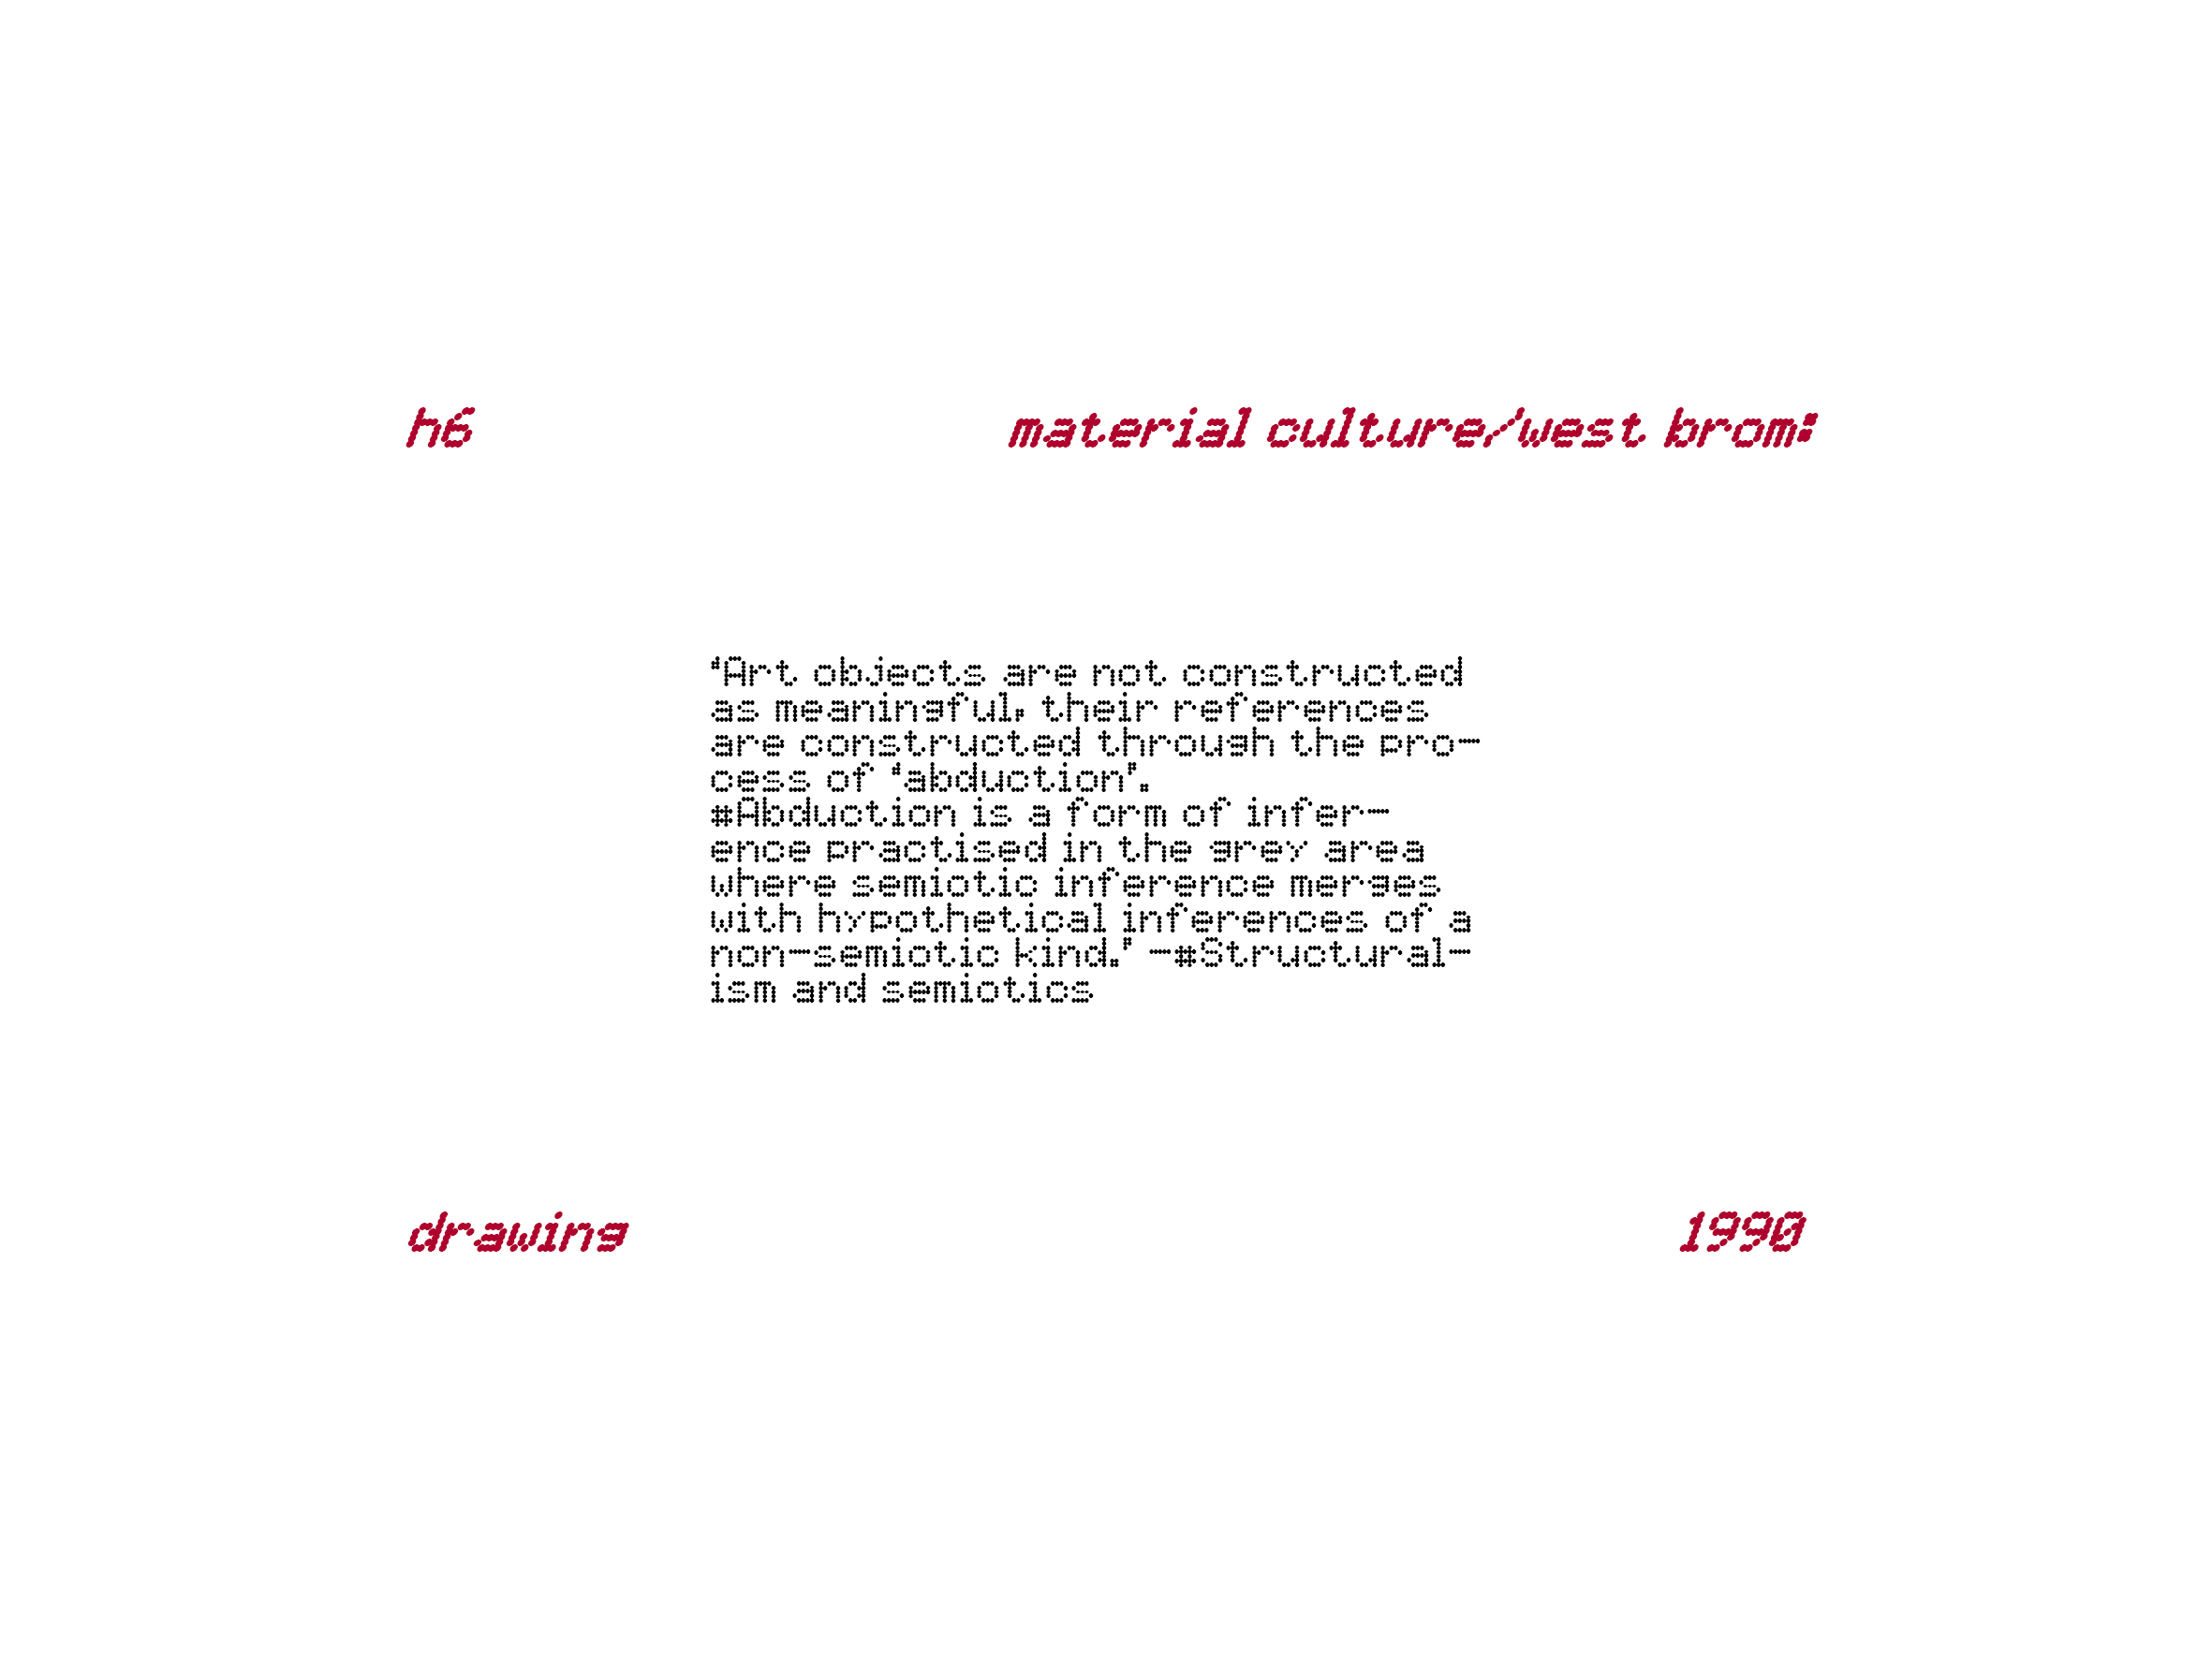 h6
material culture/west brom:
‘Art objects are not constructed
as meaningful, their references
are constructed through the pro-
cess of ‘abduction’.
#Abduction is a form of infer-
ence practised in the grey area
where semiotic inference merges
with hypothetical inferences of a
non-semiotic kind.’ -#Structural-
ism and semiotics
drawing
1990